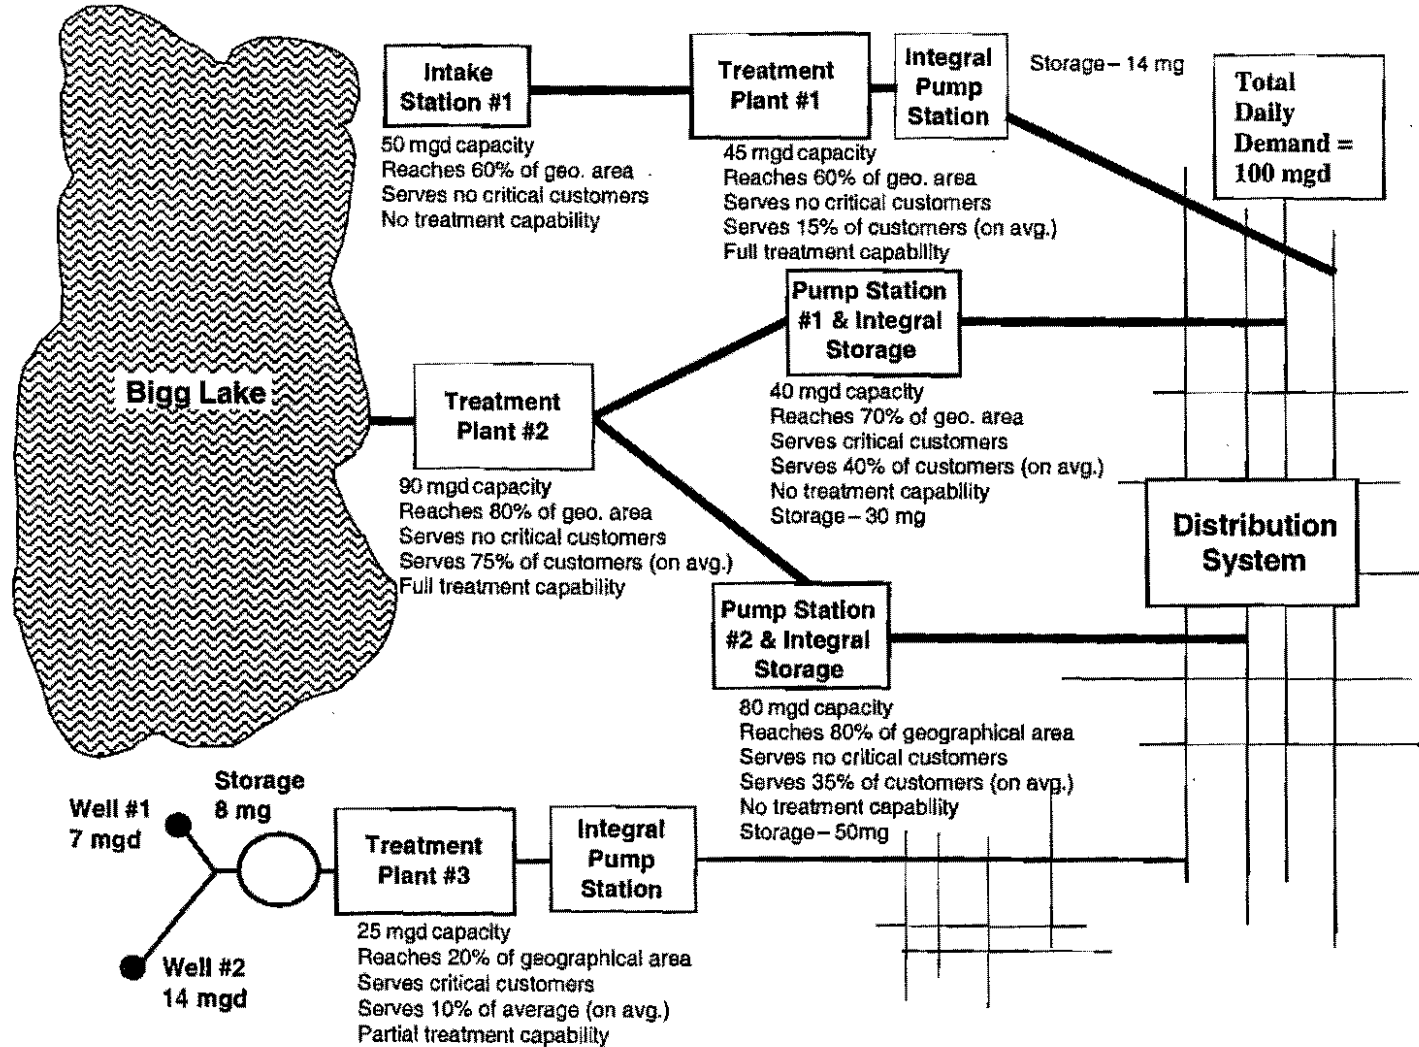 Intake
Station #1
50 mgd capacity
Reaches 60% of geo. area
Serves no critical customers
No treatment capability
Treatment
Plant #1
45 mgd capacity
Reaches 60% of geo. area
Serves no critical customers
Serves 15% of customers (on avg.)
Full treatment capability
Integral
Pump
Station
Storage – 14 mg
Total
Daily
Demand =
100 mgd
Bigg Lake
Treatment
Plant #2
90 mgd capacity
Reaches 80% of geo. area
Serves no critical customers
Serves 75% of customers (on avg.)
Full treatment capability
Pump Station
#1 & Integral
Storage
40 mgd capacity
Reaches 70% of geo. area
Serves critical customers
Serves 40% of customers (on avg.)
No treatment capability
Storage – 30 mg
Distribution
System
Pump Station
#2 & Integral
Storage
80 mgd capacity
Reaches 80% of geographical area
Serves no critical customers
Serves 35% of customers (on avg.)
No treatment capability
Storage – 50mg
Storage
8 mg
Well #1
7 mgd
Well #2
14 mgd
Treatment
Plant #3
25 mgd capacity
Reaches 20% of geographical area
Serves critical customers
Serves 10% of average (on avg.)
Partial treatment capability
Integral
Pump
Station